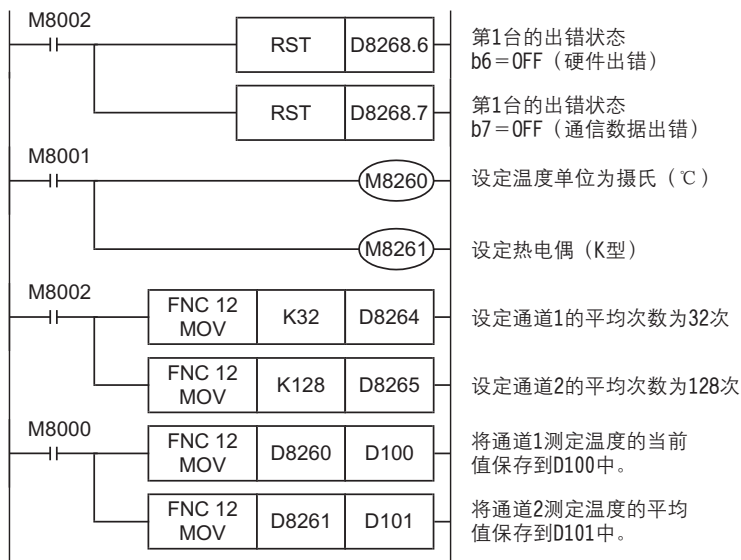 M8002
RST D8268.6
第1台的出错状态
b6=OFF（硬件出错）
RST D8268.7
第1台的出错状态
b7=OFF（通信数据出错）
M8001
M8260
设定温度单位为摄氏（℃）
M8261
设定热电偶（K型）
M8002
FNC 12
MOV K32 D8264
设定通道1的平均次数为32次
FNC 12
MOV K128 D8265
设定通道2的平均次数为128次
M8000
FNC 12
MOV D8260 D100
将通道1测定温度的当前
值保存到D100中。
FNC 12
MOV D8261 D101
将通道2测定温度的平均
值保存到D101中。